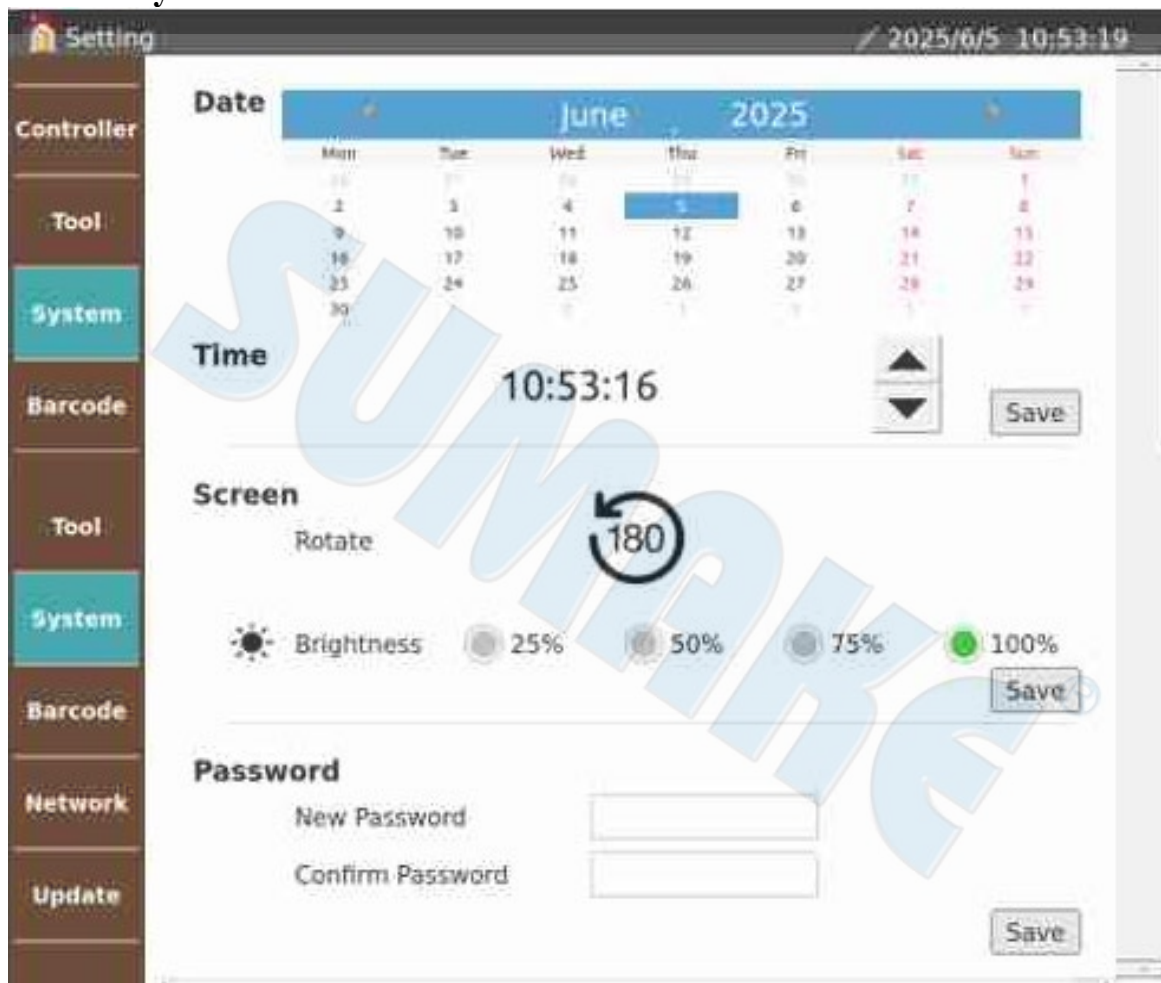 Setting
2025/6/5 10:53:19
Controller
Tool
System
Barcode
Tool
System
Barcode
Network
Update
Date
June 2025
Mon Tue Wed Thu Fri Sat Sun
1
2 3 4 5 6 7 8
9 10 11 12 13 14 15
16 17 18 19 20 21 22
23 24 25 26 27 28 29
30
Time
10:53:16
Save
Screen
Rotate
180
Brightness 25% 50% 75% 100%
Save
Password
New Password
Confirm Password
Save
SUMAKE